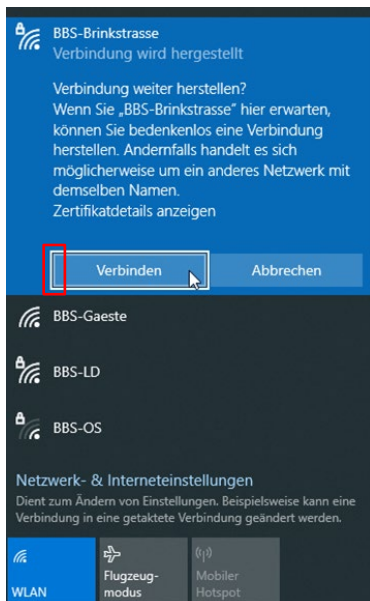 BBS-Brinkstrasse
Verbindung wird hergestellt
Verbindung weiter herstellen?
Wenn Sie „BBS-Brinkstrasse" hier erwarten,
können Sie bedenkenlos eine Verbindung
herstellen. Andernfalls handelt es sich
möglicherweise um ein anderes Netzwerk mit
demselben Namen.
Zertifikatdetails anzeigen
Verbinden
Abbrechen
BBS-Gaeste
BBS-LD
BBS-OS
Netzwerk- & Interneteinstellungen
Dient zum Ändern von Einstellungen. Beispielsweise kann eine
Verbindung in eine getaktete Verbindung geändert werden.
WLAN
Flugzeug-
modus
Mobiler
Hotspot